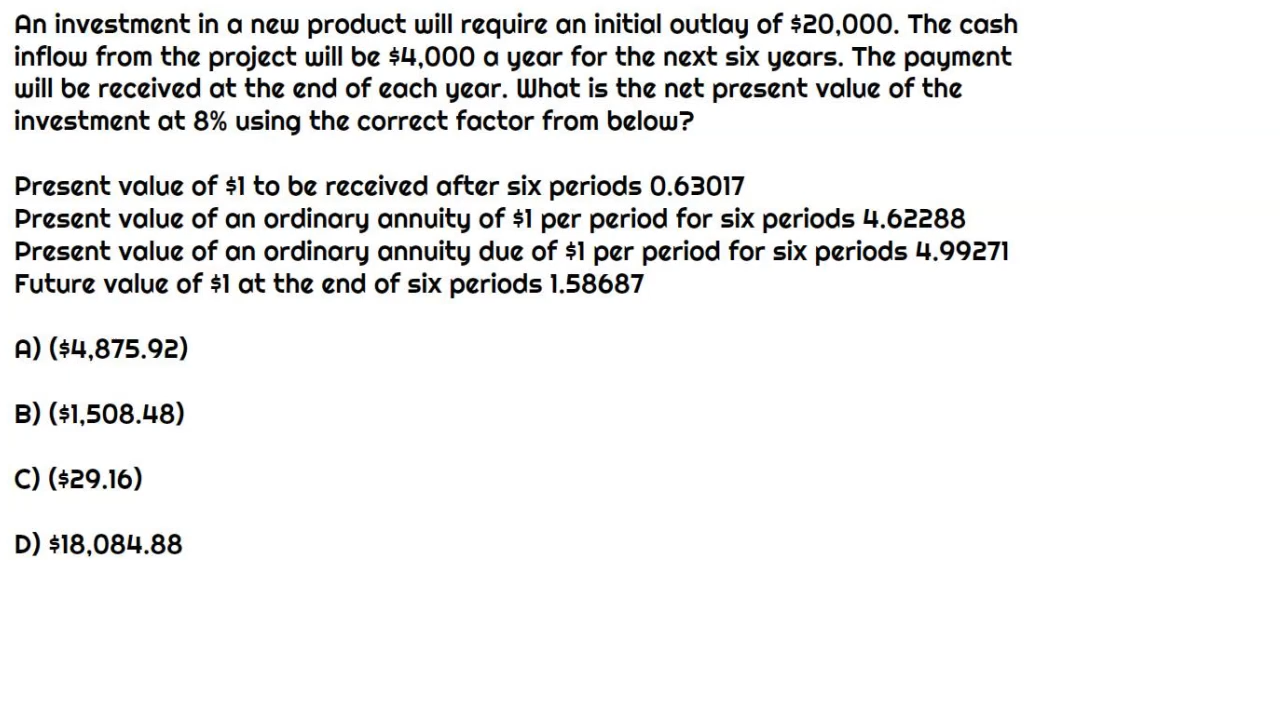 An investment in a new product will require an initial outlay of $20,000. The cash
inflow from the project will be $4,000 a year for the next six years. The payment
will be received at the end of each year. What is the net present value of the
investment at 8% using the correct factor from below?
Present value of $1 to be received after six periods 0.63017
Present value of an ordinary annuity of $1 per period for six periods 4.62288
Present value of an ordinary annuity due of $1 per period for six periods 4.99271
Future value of $1 at the end of six periods 1.58687
A) ($4,875.92)
B) ($1,508.48)
C) ($29.16)
D) $18,084.88